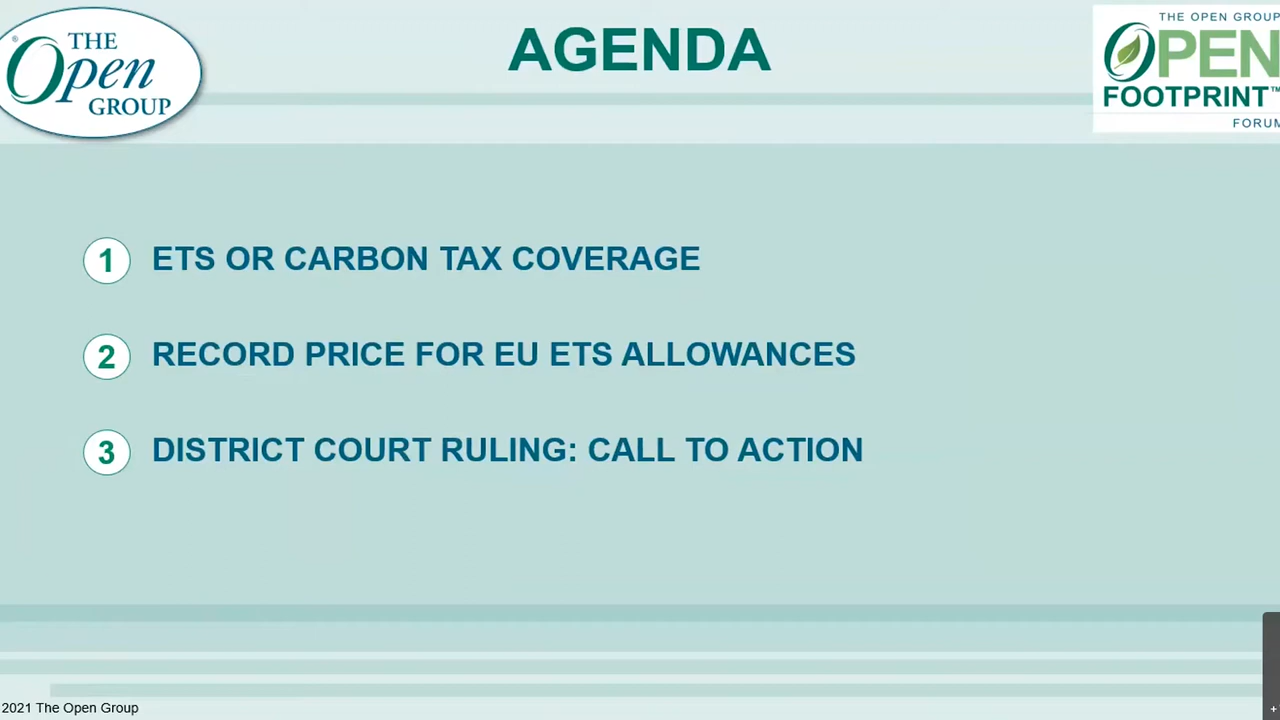 THE
Open
GROUP
®
AGENDA
THE OPEN GROUP
OPEN
FOOTPRINT™
FORUM
1 ETS OR CARBON TAX COVERAGE
2 RECORD PRICE FOR EU ETS ALLOWANCES
3 DISTRICT COURT RULING: CALL TO ACTION
2021 The Open Group
+